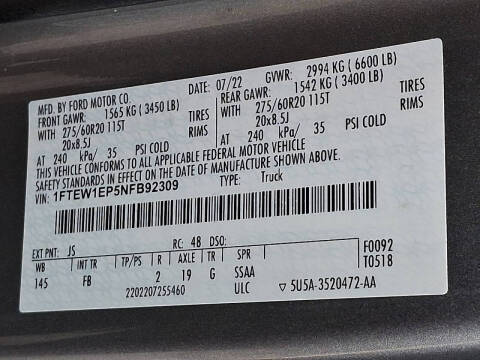 MFD. BY FORD MOTOR CO. DATE: 07/22 GVWR: 2994 KG ( 6600 LB)
FRONT GAWR: 1565 KG ( 3450 LB) REAR GAWR: 1542 KG ( 3400 LB)
WITH 275/60R20 115T TIRES WITH 275/60R20 115T TIRES
20x8.5J RIMS 20x8.5J RIMS
AT 240 kPa/ 35 PSI COLD AT 240 kPa/ 35 PSI COLD
THIS VEHICLE CONFORMS TO ALL APPLICABLE FEDERAL MOTOR VEHICLE
SAFETY STANDARDS IN EFFECT ON THE DATE OF MANUFACTURE SHOWN ABOVE.
VIN: 1FTEW1EP5NFB92309 TYPE: Truck
EXT PNT: JS RC: 48 DSO: F0092
WB INT TR TP/PS R AXLE TR SPR T0518
145 FB 2 19 G SSAA
2202207255460 ULC ▽ 5U5A-3520472-AA